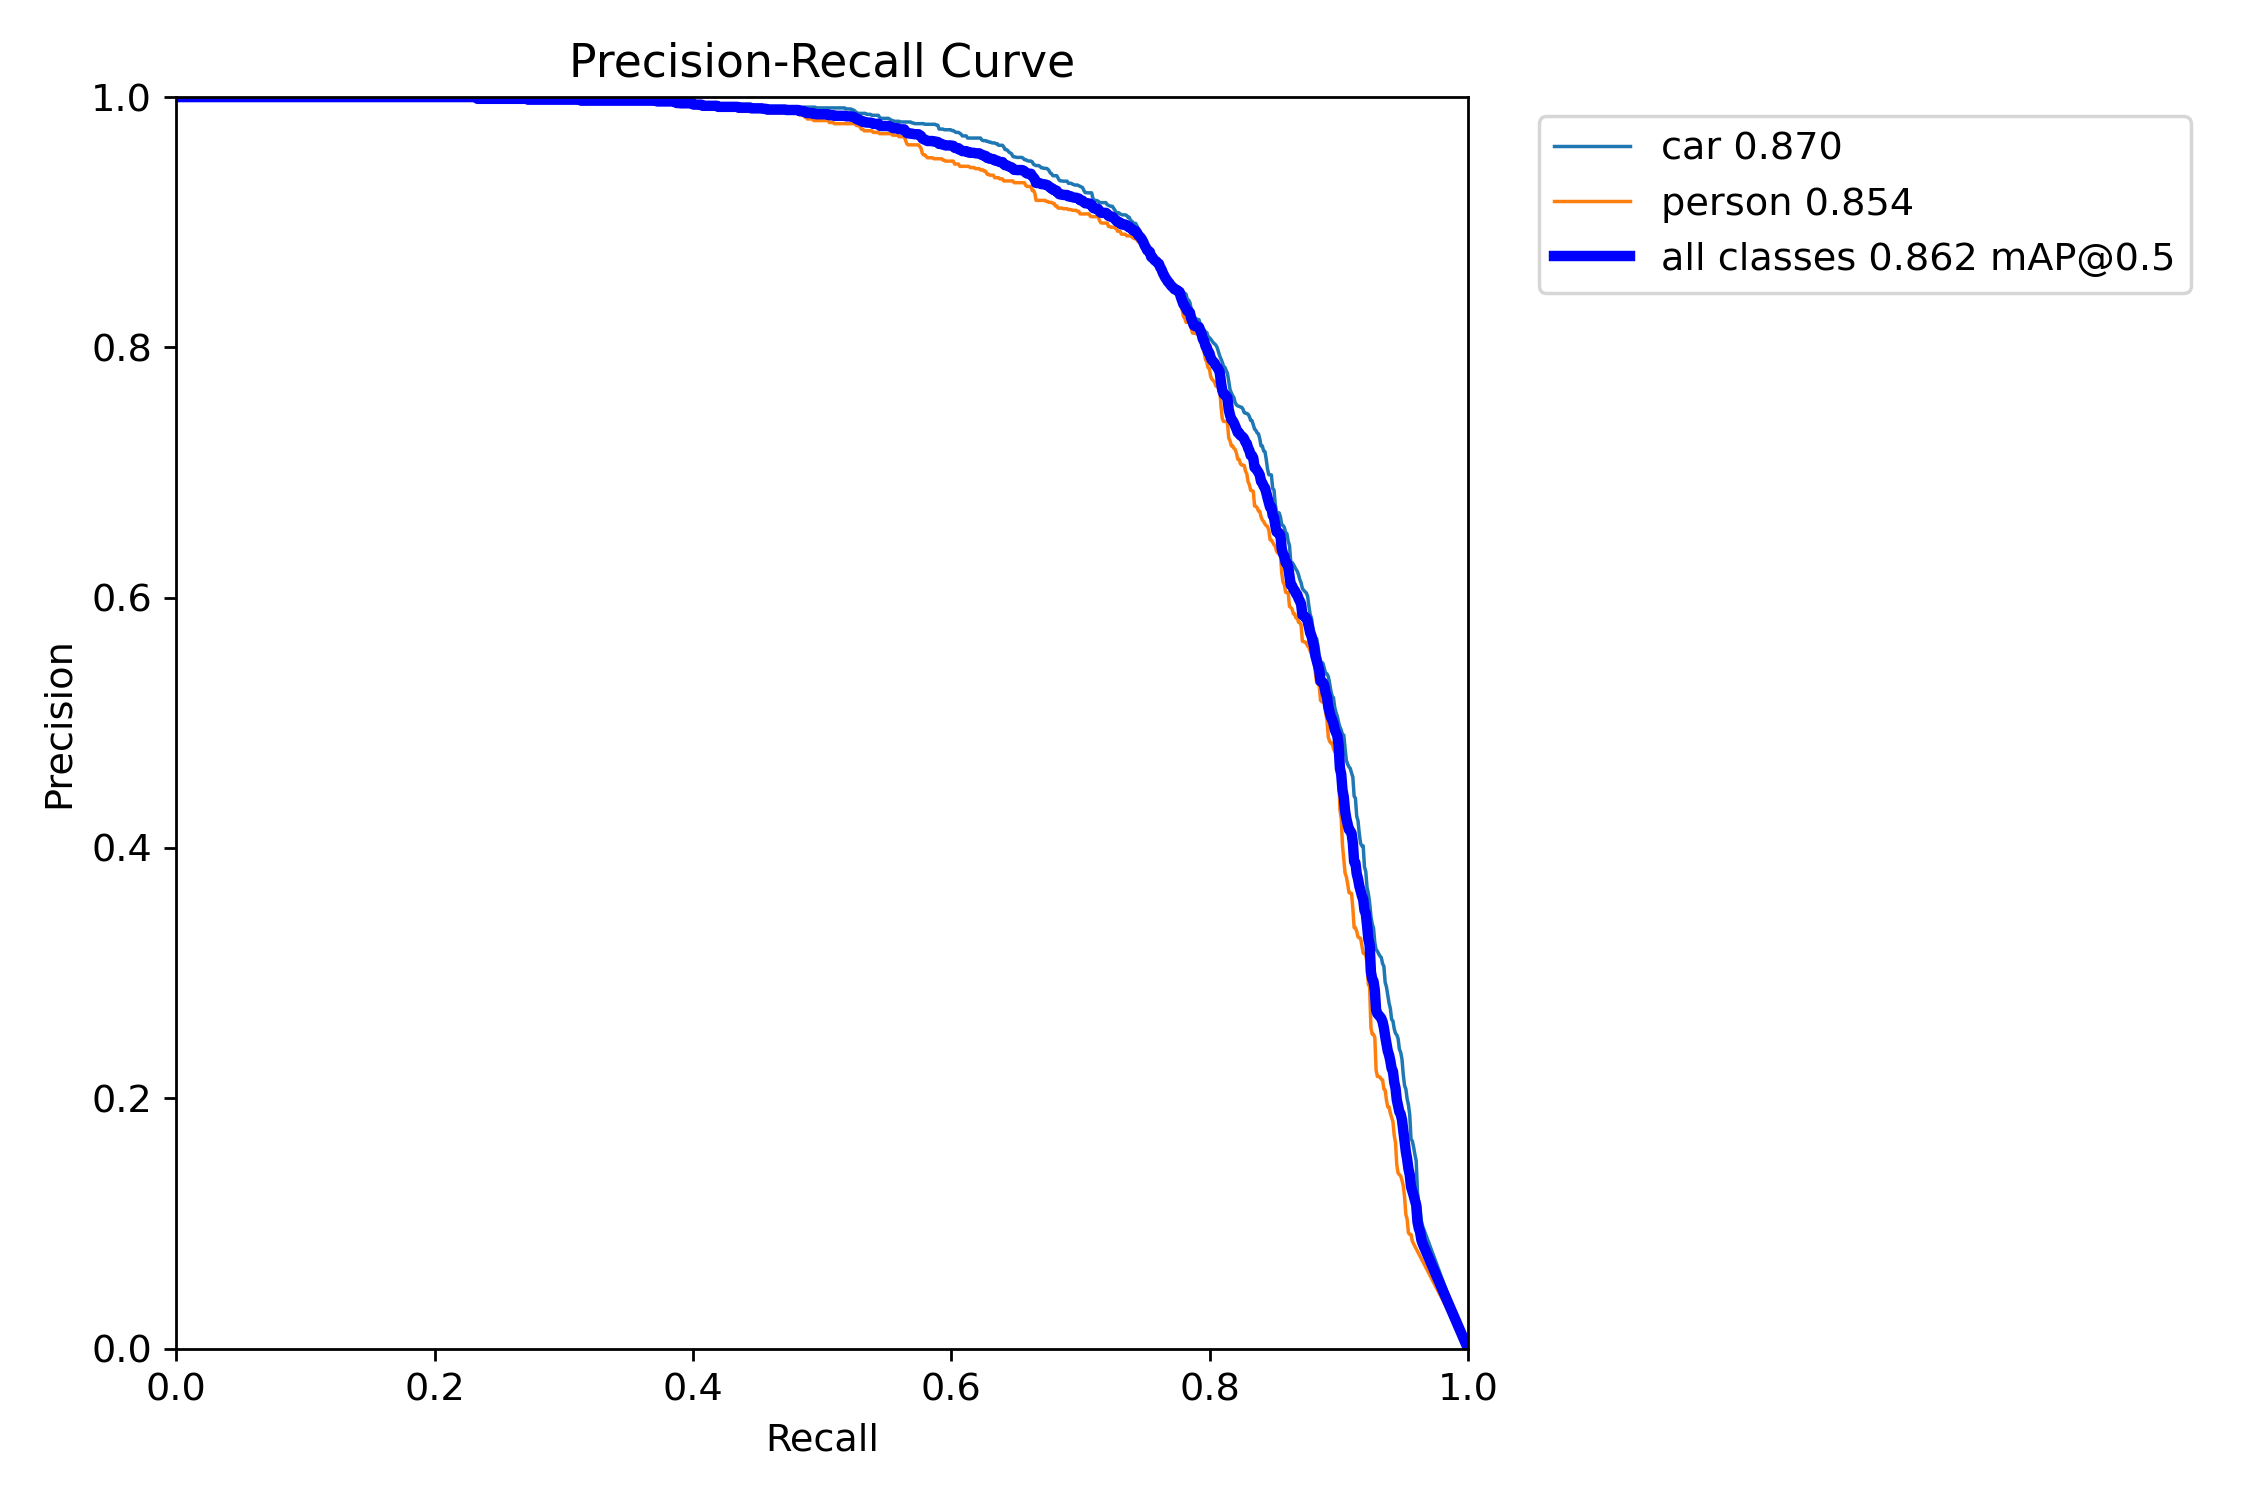 Precision-Recall Curve
1.0
0.8
0.6
0.4
0.2
0.0
Precision
0.0 0.2 0.4 0.6 0.8 1.0
Recall
car 0.870
person 0.854
all classes 0.862 mAP@0.5